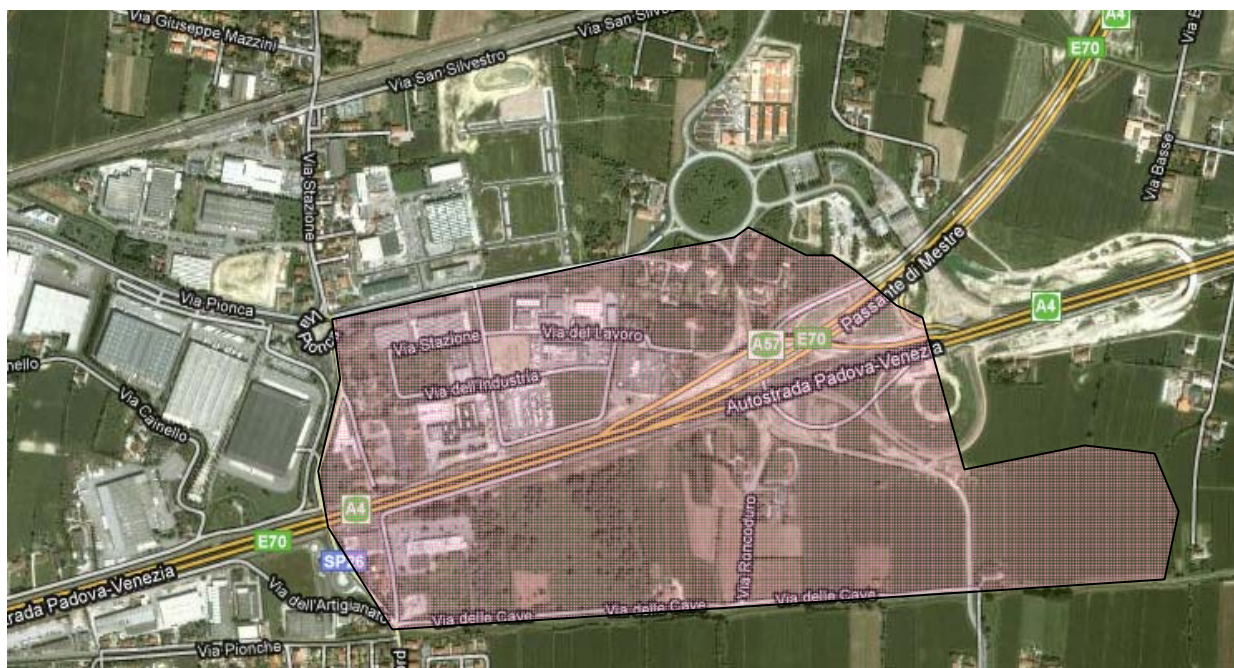 A4
Via Giuseppe Mazzini
Via San Silvestro
E70
Via San Silvestro
Via Stazione
Via Basse
Passante di Mestre
Via Pionca
Via
Pionca
A4
Via Stazione
Via del Lavoro
A57
E70
Via dell'Industria
Autostrada Padova-Venezia
Via Cainello
A4
Via Roncoduro
E70
SP26
strada Padova-Venezia
Via dell'Artigianato
Via delle Cave
Via delle Cave
Via delle Cave
Via Pionche